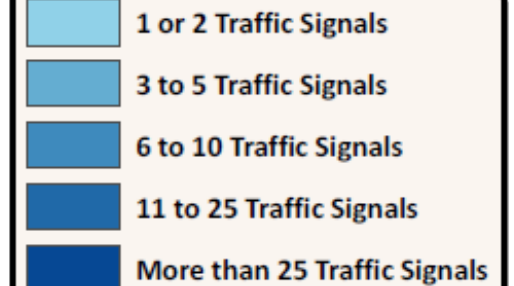 1 or 2 Traffic Signals
3 to 5 Traffic Signals
6 to 10 Traffic Signals
11 to 25 Traffic Signals
More than 25 Traffic Signals